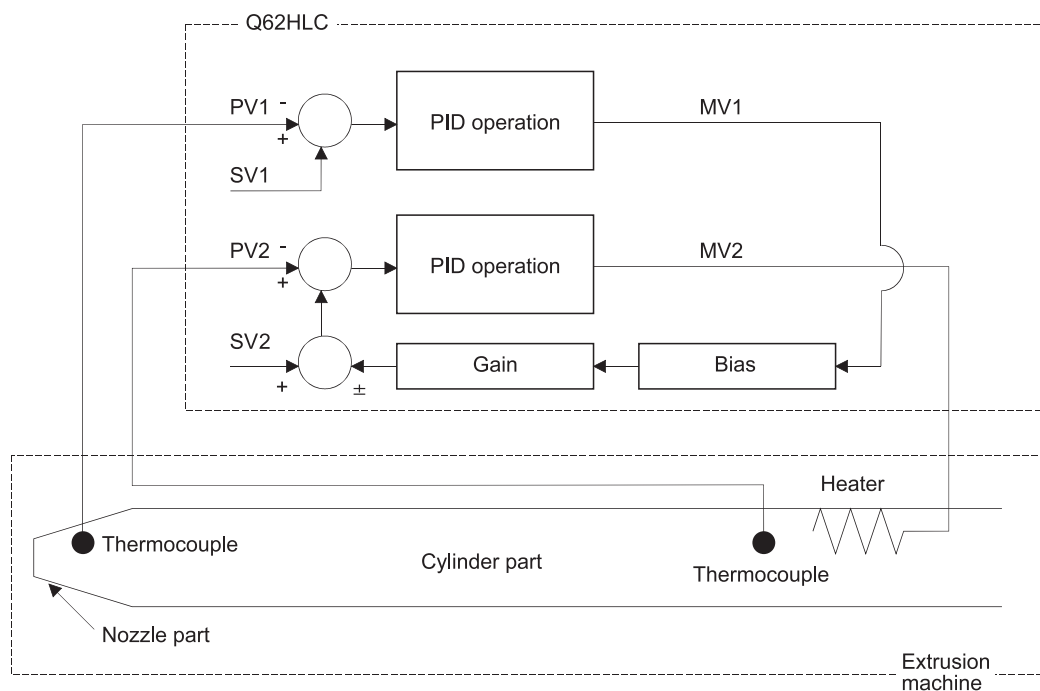 Q62HLC
PV1
-
+
PID operation
MV1
SV1
PV2
-
+
PID operation
MV2
SV2
+
±
Gain
Bias
Heater
Thermocouple
Cylinder part
Thermocouple
Nozzle part
Extrusion
machine